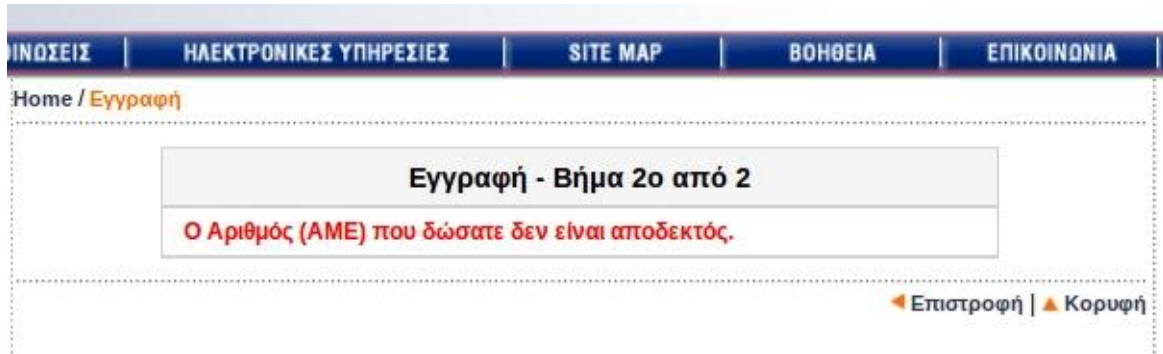 ΙΝΩΣΕΙΣ | ΗΛΕΚΤΡΟΝΙΚΕΣ ΥΠΗΡΕΣΙΕΣ | SITE MAP | ΒΟΗΘΕΙΑ | ΕΠΙΚΟΙΝΩΝΙΑ
Home / Εγγραφή
Εγγραφή - Βήμα 2ο από 2
Ο Αριθμός (ΑΜΕ) που δώσατε δεν είναι αποδεκτός.
Επιστροφή | Κορυφή